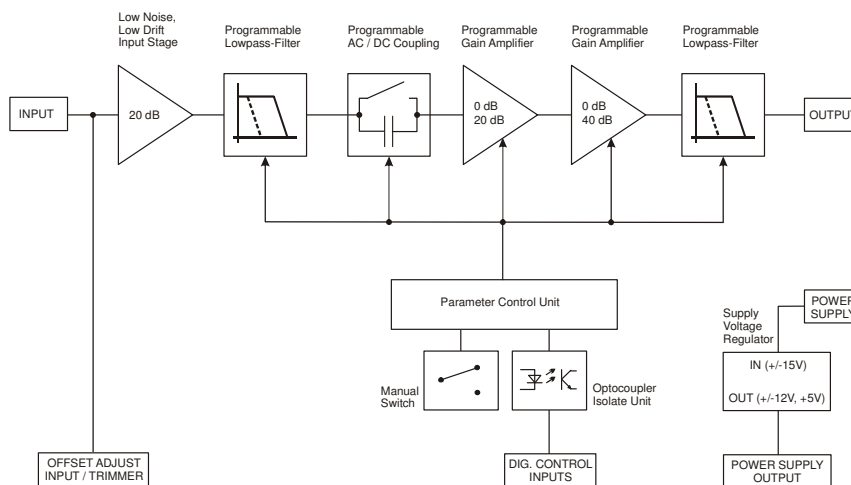 Low Noise,
Low Drift
Input Stage
Programmable
Lowpass-Filter
Programmable
AC / DC Coupling
Programmable
Gain Amplifier
Programmable
Gain Amplifier
Programmable
Lowpass-Filter
INPUT
20 dB
0 dB
20 dB
0 dB
40 dB
OUTPUT
Parameter Control Unit
Manual
Switch
Optocoupler
Isolate Unit
Supply
Voltage
Regulator
POWER
SUPPLY
IN (+/-15V)
OUT (+/-12V, +5V)
OFFSET ADJUST
INPUT / TRIMMER
DIG. CONTROL
INPUTS
POWER SUPPLY
OUTPUT